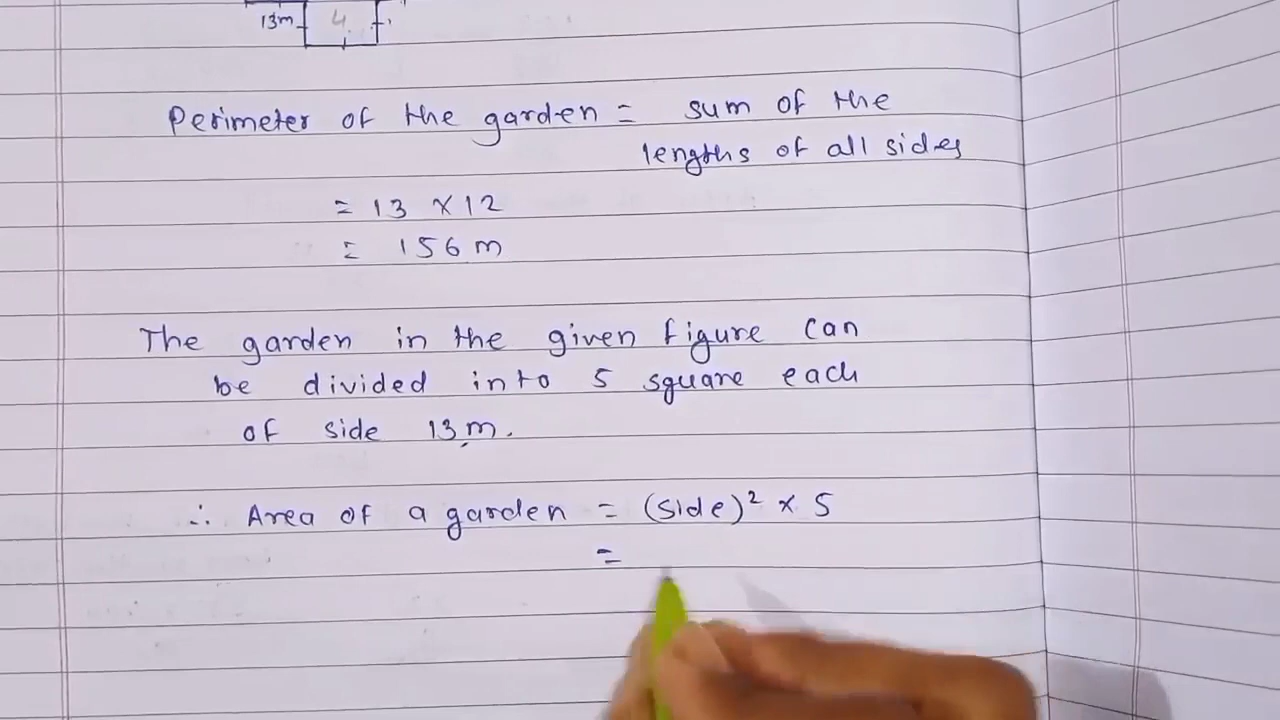 13m 4
Perimeter of the garden = sum of the
lengths of all sides
= 13 × 12
= 156 m
The garden in the given figure can
be divided into 5 square each
of side 13m.
∴ Area of a garden = (side)² × 5
=